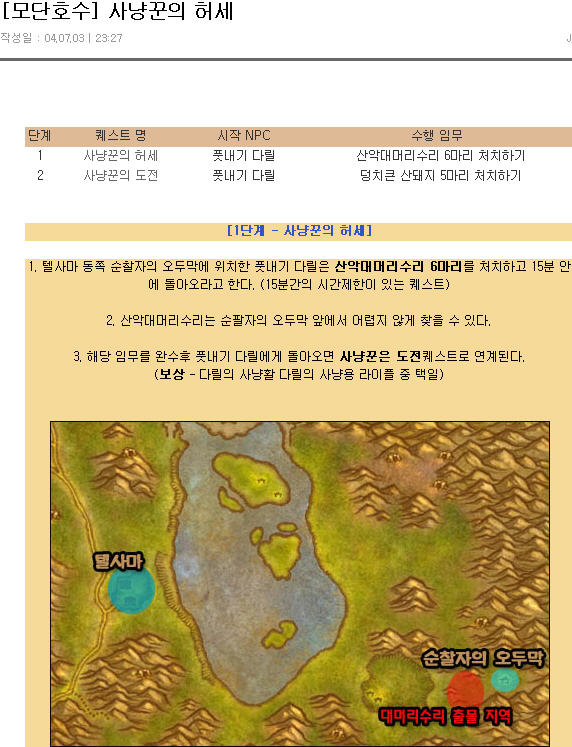 [모단호수] 사냥꾼의 허세
작성일 : 04.07.03 | 23:27
J
단계 퀘스트 명 시작 NPC 수행 임무
1 사냥꾼의 허세 풋내기 다릴 산악대머리수리 6마리 처치하기
2 사냥꾼의 도전 풋내기 다릴 덩치큰 산돼지 5마리 처치하기
[1단계 - 사냥꾼의 허세]
1. 텔사마 동쪽 순찰자의 오두막에 위치한 풋내기 다릴은 산악대머리수리 6마리를 처치하고 15분 안
에 돌아오라고 한다. (15분간의 시간제한이 있는 퀘스트)
2. 산악대머리수리는 순팔자의 오두막 앞에서 어렵지 않게 찾을 수 있다.
3. 해당 임무를 완수후 풋내기 다릴에게 돌아오면 사냥꾼은 도전퀘스트로 연계된다.
(보상 - 다릴의 사냥활 다릴의 사냥용 라이플 중 택일)
텔사마
순찰자의 오두막
대머리수리 출몰 지역